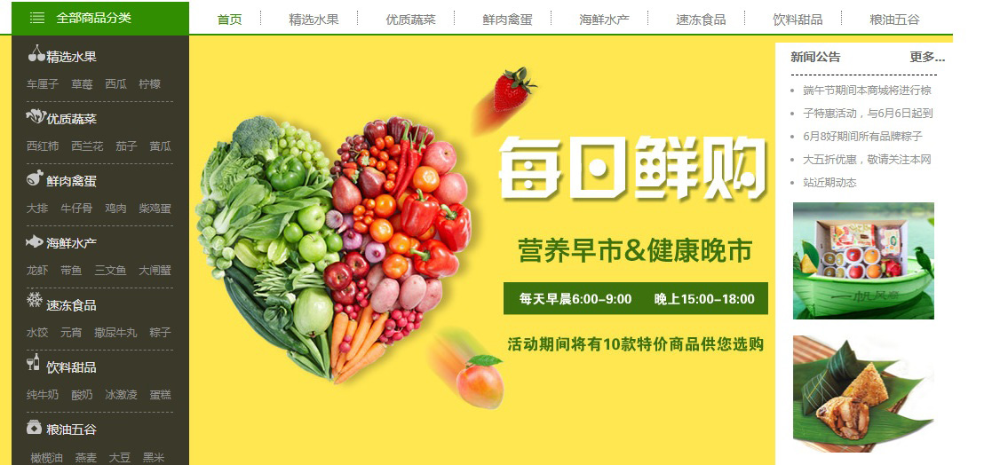 全部商品分类
首页 精选水果 优质蔬菜 鲜肉禽蛋 海鲜水产 速冻食品 饮料甜品 粮油五谷
精选水果
车厘子 草莓 西瓜 柠檬
优质蔬菜
西红柿 西兰花 茄子 黄瓜
鲜肉禽蛋
大排 牛仔骨 鸡肉 柴鸡蛋
海鲜水产
龙虾 带鱼 三文鱼 大闸蟹
速冻食品
水饺 元宵 撒尿牛丸 粽子
饮料甜品
纯牛奶 酸奶 冰激凌 蛋糕
粮油五谷
橄榄油 燕麦 大豆 黑米
每日鲜购
营养早市&健康晚市
每天早晨6:00-9:00 晚上15:00-18:00
活动期间将有10款特价商品供您选购
新闻公告 更多...
端午节期间本商城将进行棕
子特惠活动，与6月6日起到
6月8好期间所有品牌粽子
大五折优惠，敬请关注本网
站近期动态
一帆风